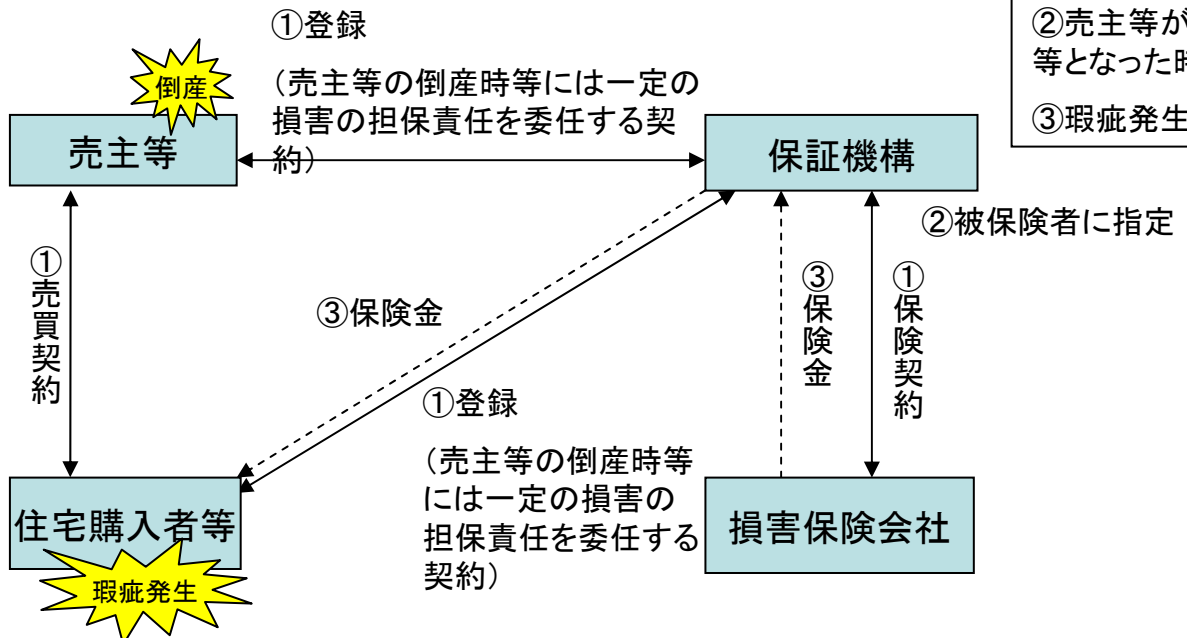 ①登録
(売主等の倒産時等には一定の
損害の担保責任を委任する契
約)
②売主等が
等となった時
③瑕疵発生
倒産
売主等
保証機構
②被保険者に指定
①売買契約
③保険金
③保険金
①保険契約
①登録
(売主等の倒産時等
には一定の損害の
担保責任を委任する
契約)
住宅購入者等
瑕疵発生
損害保険会社